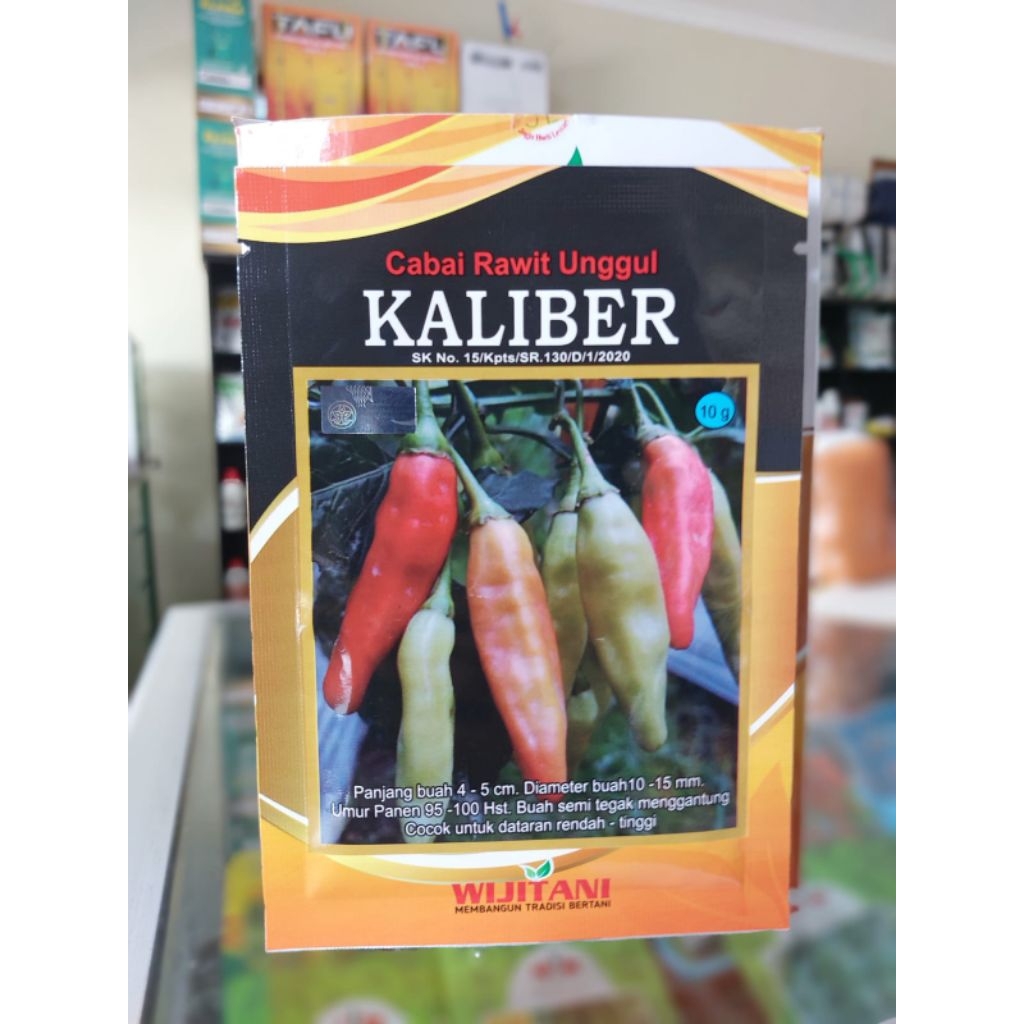 TAFU
TAFU
Cabai Rawit Unggul
KALIBER
SK No. 15/Kpts/SR.130/D/1/2020
10 g
Panjang buah 4 - 5 cm. Diameter buah10 -15 mm.
Umur Panen 95 -100 Hst. Buah semi tegak menggantung
Cocok untuk dataran rendah - tinggi
WIJITANI
MEMBANGUN TRADISI BERTANI